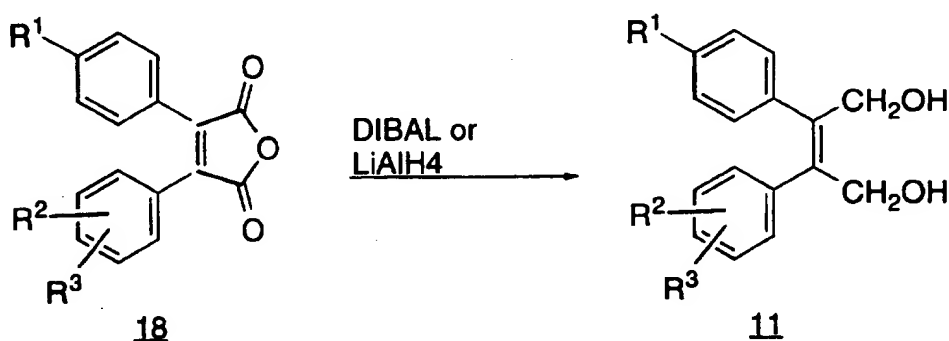 R¹
O
O
O
R²
R³
18
DIBAL or
LiAlH4
R¹
CH₂OH
CH₂OH
R²
R³
11